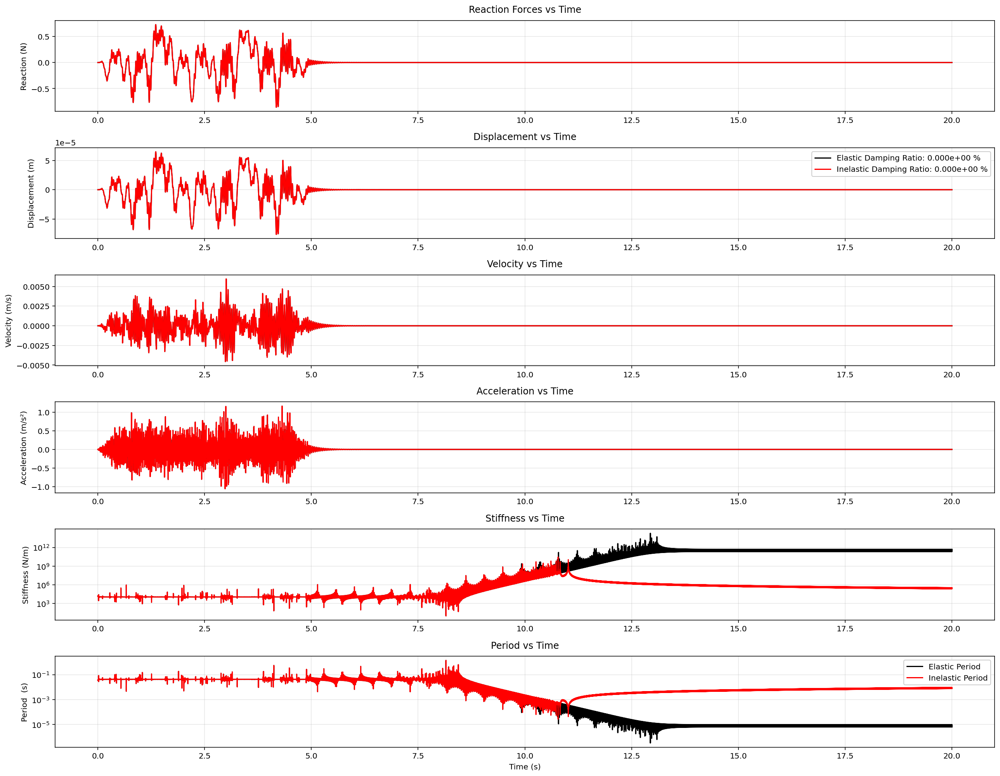 Reaction Forces vs Time
Reaction (N)
0.5
0.0
−0.5
0.0 2.5 5.0 7.5 10.0 12.5 15.0 17.5 20.0
Displacement vs Time
1e−5
Displacement (m)
5
0
−5
Elastic Damping Ratio: 0.000e+00 %
Inelastic Damping Ratio: 0.000e+00 %
0.0 2.5 5.0 7.5 10.0 12.5 15.0 17.5 20.0
Velocity vs Time
Velocity (m/s)
0.0050
0.0025
0.0000
−0.0025
−0.0050
0.0 2.5 5.0 7.5 10.0 12.5 15.0 17.5 20.0
Acceleration vs Time
Acceleration (m/s²)
1.0
0.5
0.0
−0.5
−1.0
0.0 2.5 5.0 7.5 10.0 12.5 15.0 17.5 20.0
Stiffness vs Time
Stiffness (N/m)
10¹²
10⁹
10⁶
10³
0.0 2.5 5.0 7.5 10.0 12.5 15.0 17.5 20.0
Period vs Time
Period (s)
10⁻¹
10⁻³
10⁻⁵
Elastic Period
Inelastic Period
0.0 2.5 5.0 7.5 10.0 12.5 15.0 17.5 20.0
Time (s)